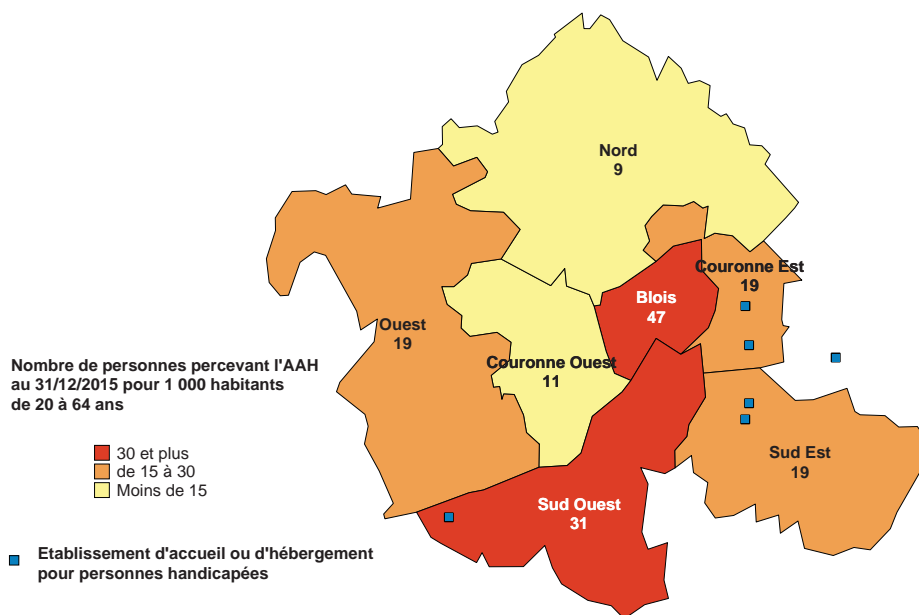 Nord
9
Couronne Est
19
Blois
47
Ouest
19
Couronne Ouest
11
Sud Est
19
Sud Ouest
31
Nombre de personnes percevant l'AAH
au 31/12/2015 pour 1 000 habitants
de 20 à 64 ans
30 et plus
de 15 à 30
Moins de 15
Etablissement d'accueil ou d'hébergement
pour personnes handicapées